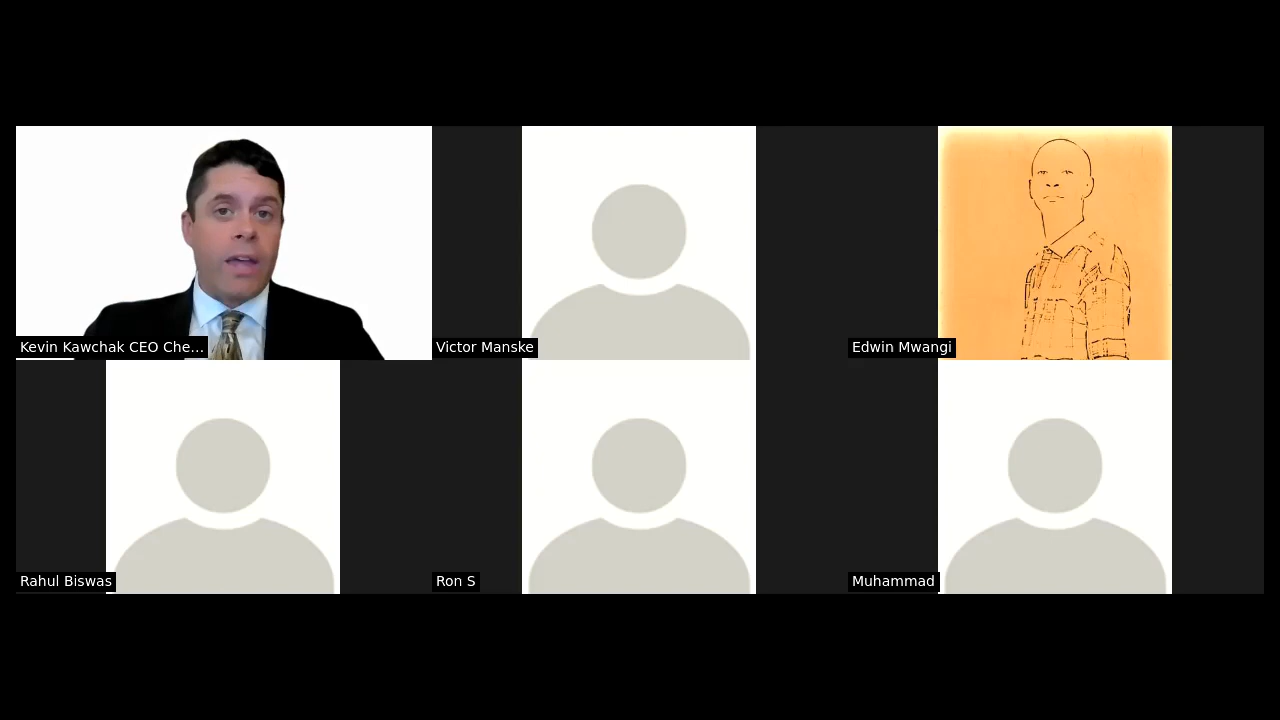 Kevin Kawchak CEO Che...
Victor Manske
Edwin Mwangi
Rahul Biswas
Ron S
Muhammad